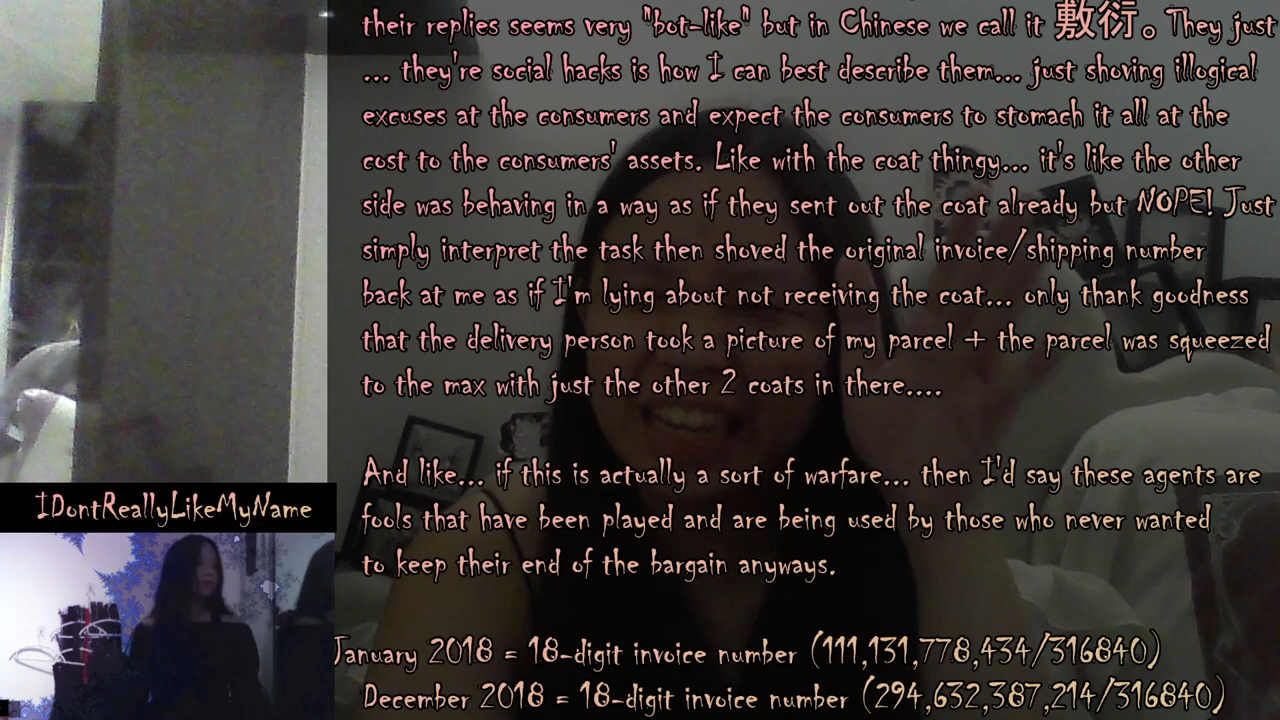 their replies seems very "bot-like" but in Chinese we call it 敷衍。They just
... they're social hacks is how I can best describe them... just shoving illogical
excuses at the consumers and expect the consumers to stomach it all at the
cost to the consumers' assets. Like with the coat thingy... it's like the other
side was behaving in a way as if they sent out the coat already but NOPE! Just
simply interpret the task then shoved the original invoice/shipping number
back at me as if I'm lying about not receiving the coat... only thank goodness
that the delivery person took a picture of my parcel + the parcel was squeezed
to the max with just the other 2 coats in there....
And like... if this is actually a sort of warfare... then I'd say these agents are
fools that have been played and are being used by those who never wanted
to keep their end of the bargain anyways.
IDontReallyLikeMyName
January 2018 = 18-digit invoice number (111,131,778,434/316840)
December 2018 = 18-digit invoice number (294,632,387,214/316840)